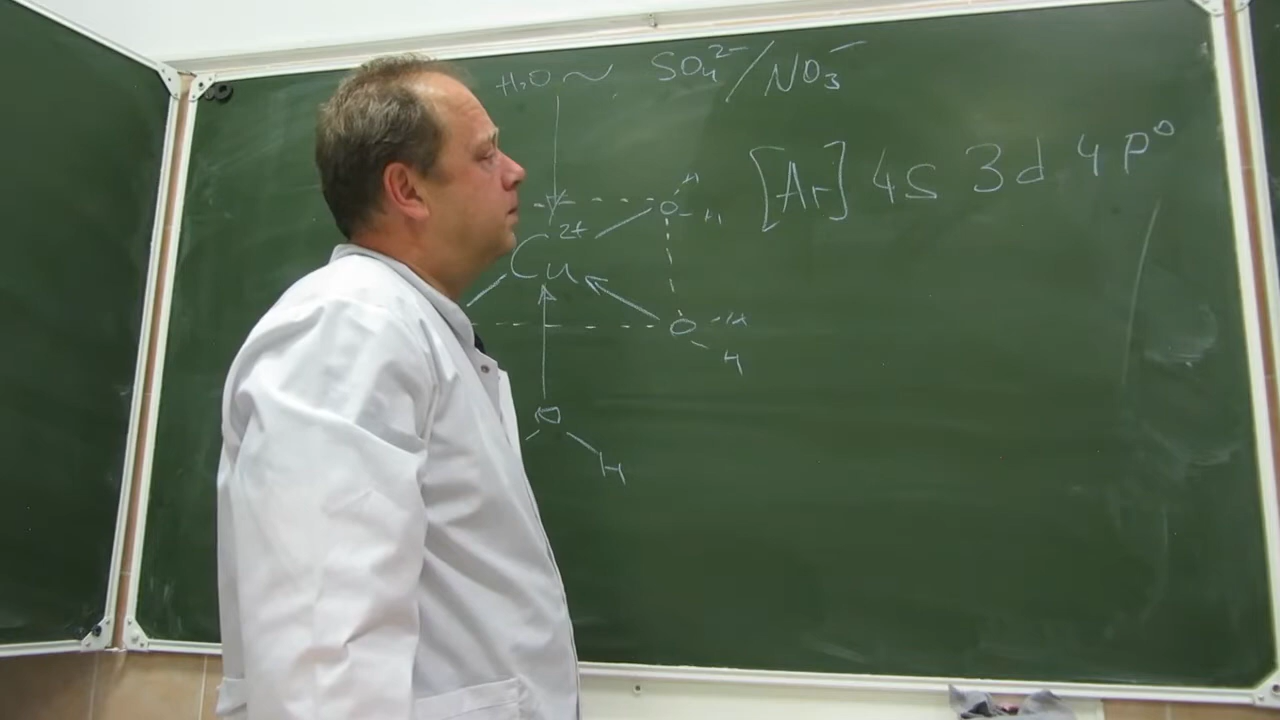 H₂O ~ SO₄²⁻ / NO₃⁻
[Ar] 4s 3d 4p⁰
H
O - H
Cu²⁺
O - H
H
O
H